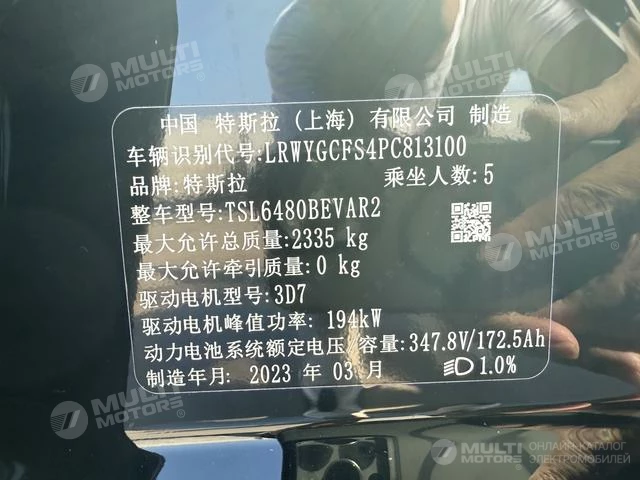 中国 特斯拉 (上海) 有限公司 制造
车辆识别代号:LRWYGCFS4PC813100
品牌:特斯拉 乘坐人数:5
整车型号:TSL6480BEVAR2
最大允许总质量:2335 kg
最大允许牵引质量:0 kg
驱动电机型号:3D7
驱动电机峰值功率: 194kW
动力电池系统额定电压/容量:347.8V/172.5Ah
制造年月: 2023 年 03 月 1.0%
MULTI MOTORS
MULTI MOTORS
MULTI MOTORS
MULTI MOTORS
MULTI MOTORS ОНЛАЙН-КАТАЛОГ ЭЛЕКТРОМОБИЛЕЙ